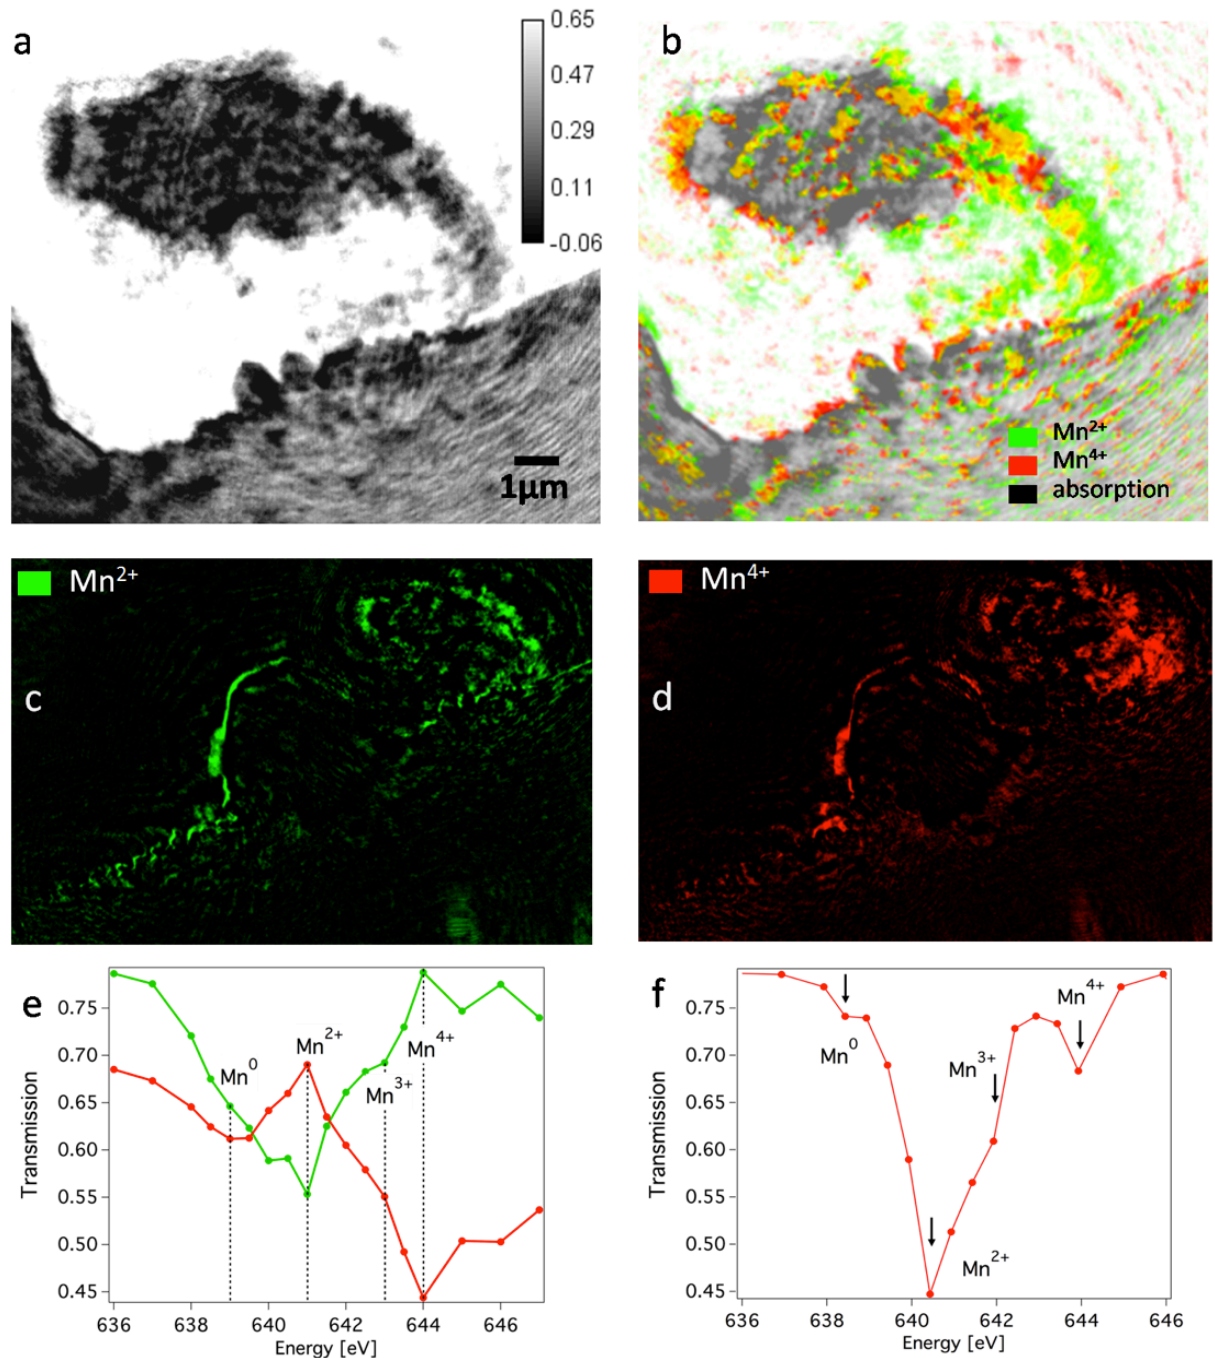 a
0.65
0.47
0.29
0.11
-0.06
1μm
b
Mn²⁺
Mn⁴⁺
absorption
Mn²⁺
c
Mn⁴⁺
d
e
0.75
0.70
0.65
0.60
0.55
0.50
0.45
Transmission
Mn⁰
Mn²⁺
Mn³⁺
Mn⁴⁺
636
638
640
642
644
646
Energy [eV]
f
0.75
0.70
0.65
0.60
0.55
0.50
0.45
Transmission
Mn⁰
Mn²⁺
Mn³⁺
Mn⁴⁺
636
638
640
642
644
646
Energy [eV]